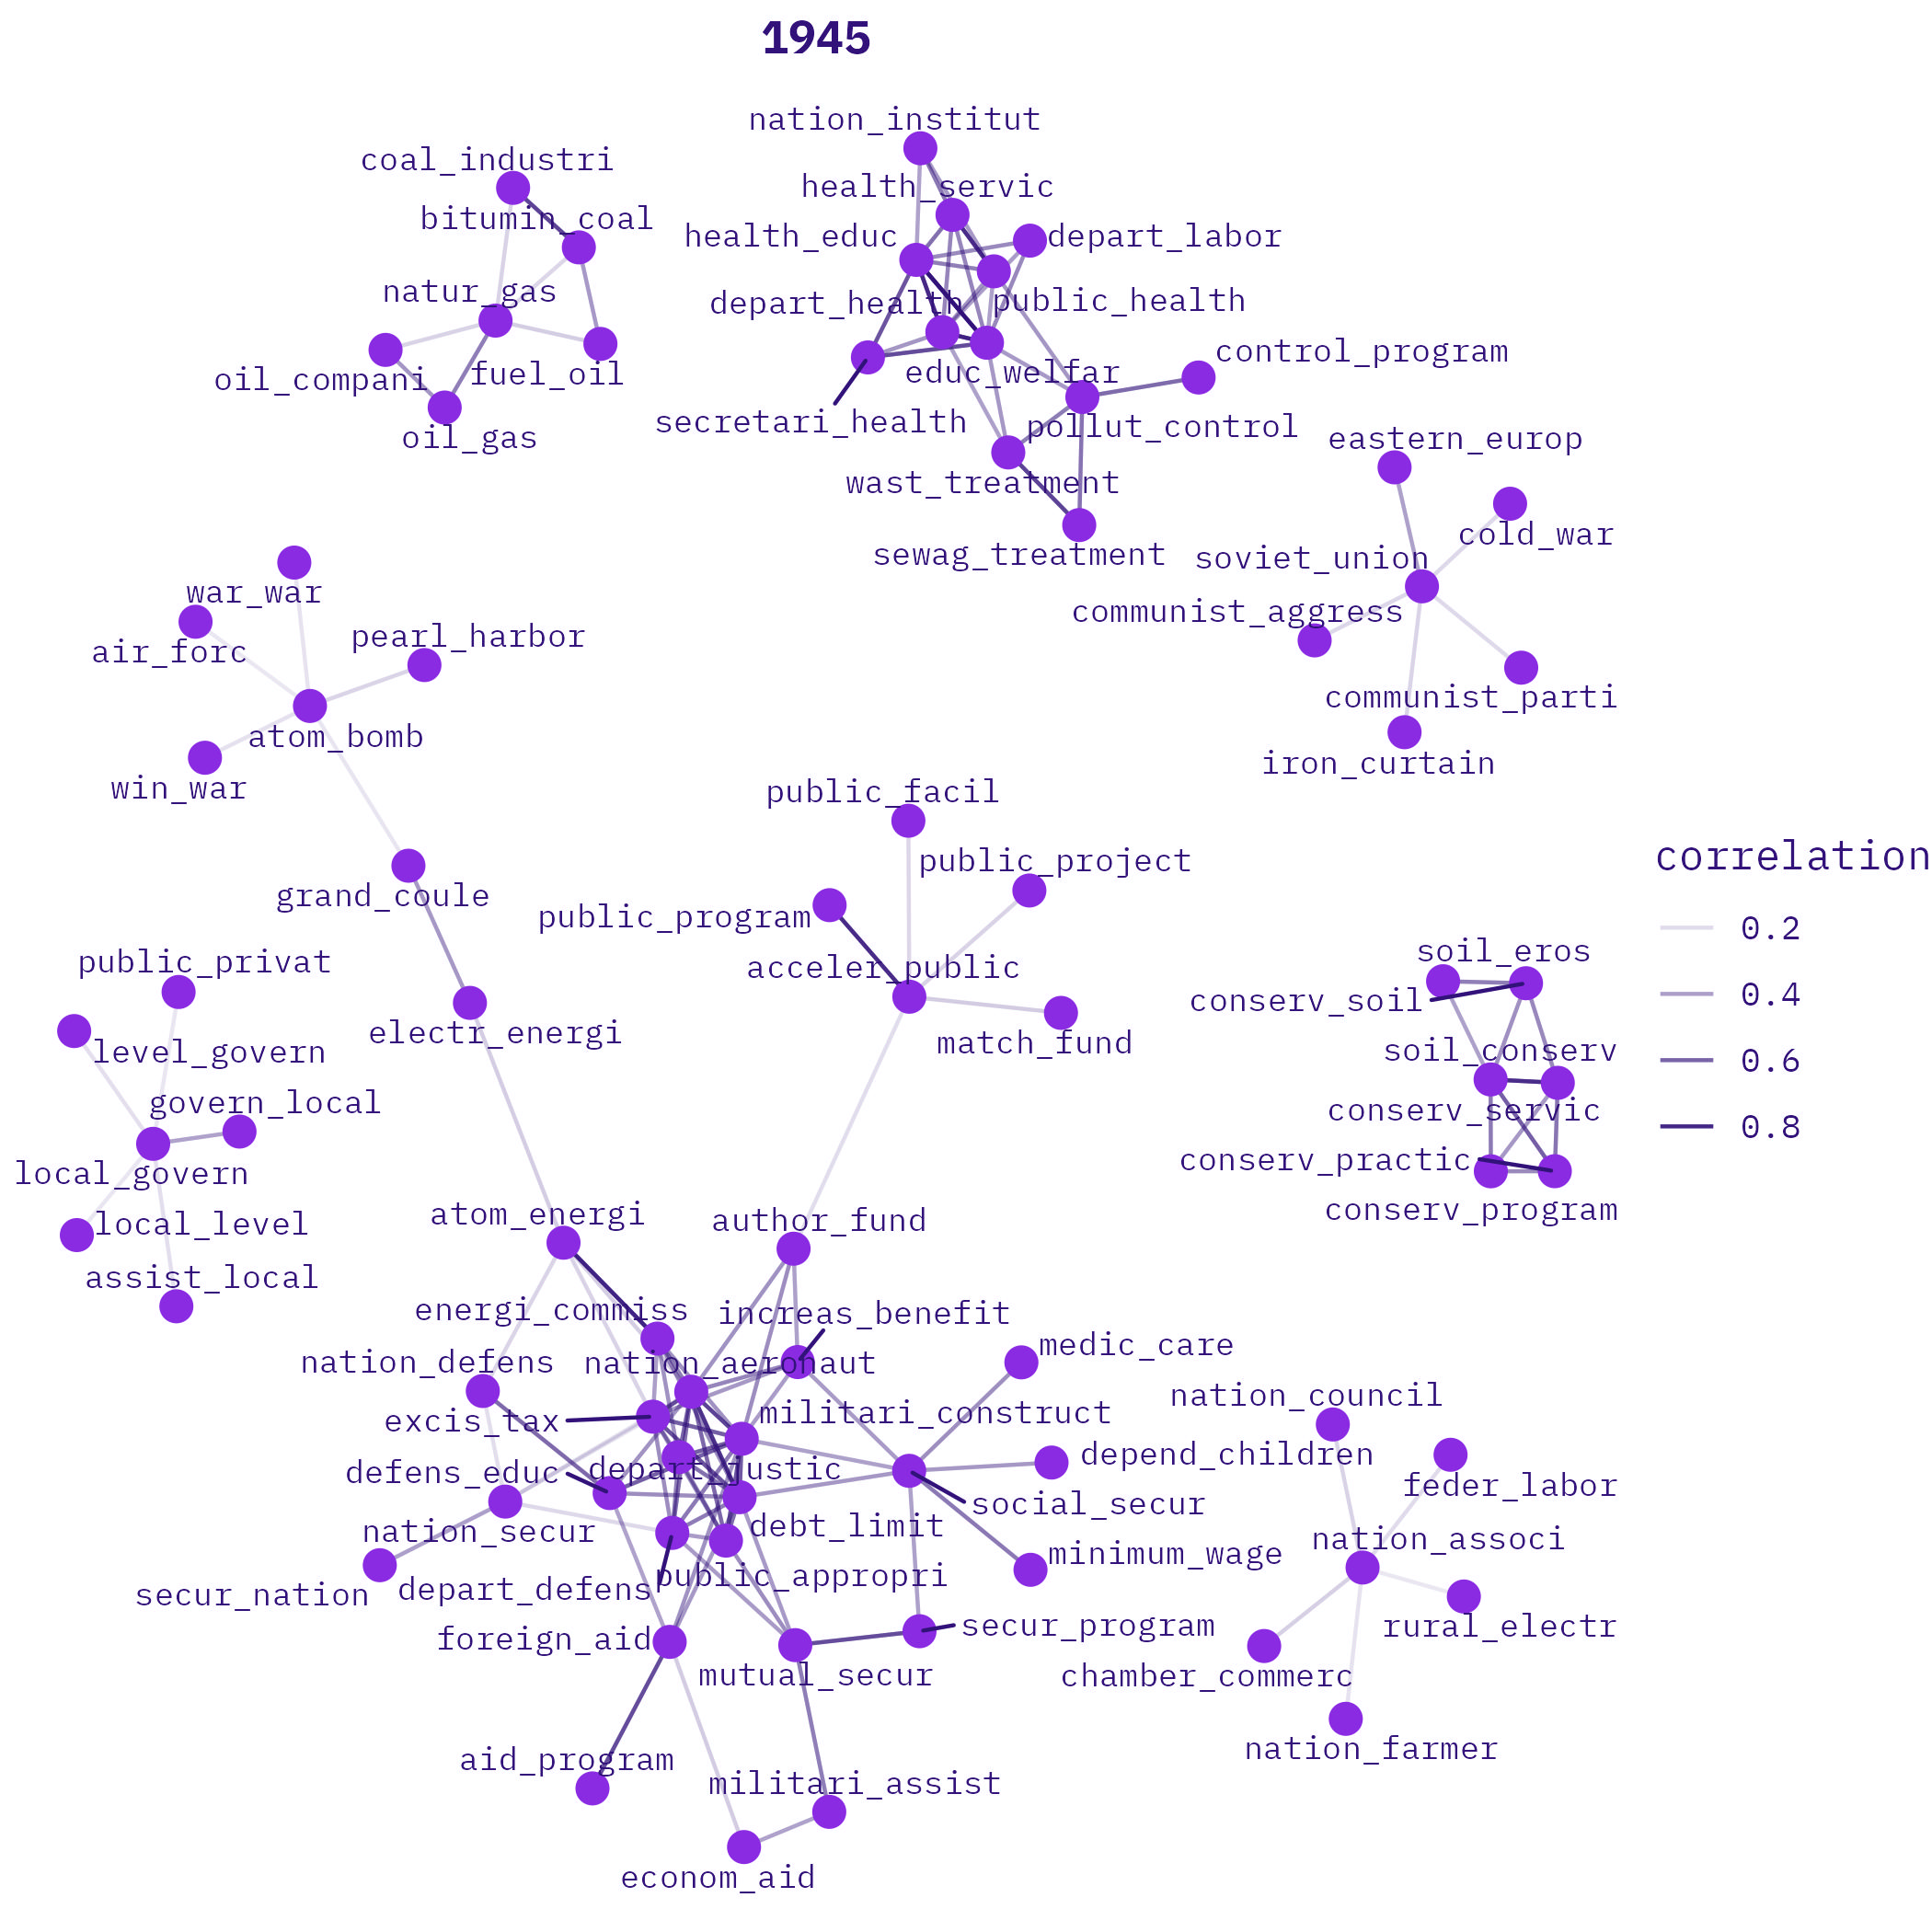 1945
nation_institut
coal_industri
health_servic
bitumin_coal
health_educ
depart_labor
natur_gas
depart_health
public_health
control_program
oil_compani
fuel_oil
educ_welfar
secretari_health
pollut_control
oil_gas
eastern_europ
wast_treatment
cold_war
sewag_treatment
soviet_union
war_war
communist_aggress
pearl_harbor
air_forc
communist_parti
atom_bomb
iron_curtain
win_war
public_facil
correlation
public_project
grand_coule
public_program
0.2
soil_eros
public_privat
acceler_public
0.4
conserv_soil
electr_energi
match_fund
level_govern
soil_conserv
0.6
govern_local
conserv_servic
0.8
conserv_practic
local_govern
conserv_program
atom_energi
author_fund
local_level
assist_local
energi_commiss
increas_benefit
medic_care
nation_defens
nation_aeronaut
nation_council
militari_construct
excis_tax
depend_children
defens_educ
depart_justic
feder_labor
social_secur
nation_secur
debt_limit
nation_associ
minimum_wage
secur_nation
depart_defens
public_appropri
secur_program
rural_electr
foreign_aid
mutual_secur
chamber_commerc
nation_farmer
aid_program
militari_assist
econom_aid